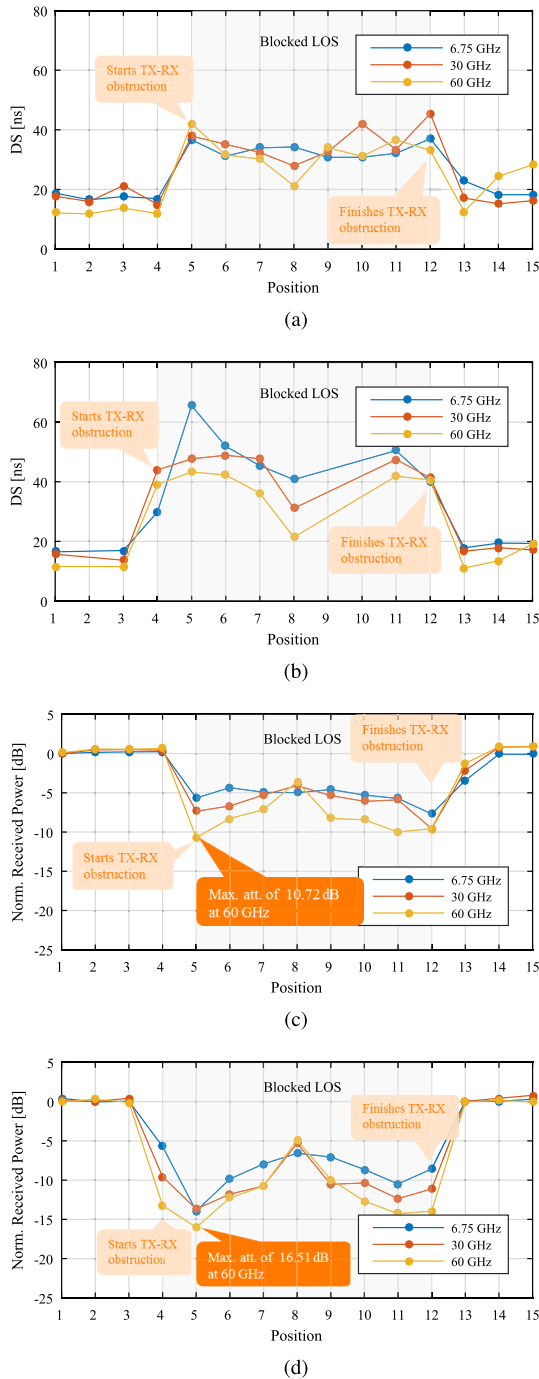 80
60
40
20
0
DS [ns]
Blocked LOS
6.75 GHz
30 GHz
60 GHz
Starts TX-RX
obstruction
Finishes TX-RX
obstruction
1 2 3 4 5 6 7 8 9 10 11 12 13 14 15
Position
(a)
80
60
40
20
0
DS [ns]
Blocked LOS
6.75 GHz
30 GHz
60 GHz
Starts TX-RX
obstruction
Finishes TX-RX
obstruction
1 2 3 4 5 6 7 8 9 10 11 12 13 14 15
Position
(b)
5
0
-5
-10
-15
-20
-25
Norm. Received Power [dB]
Blocked LOS
Finishes TX-RX
obstruction
Starts TX-RX
obstruction
Max. att. of 10.72 dB
at 60 GHz
6.75 GHz
30 GHz
60 GHz
1 2 3 4 5 6 7 8 9 10 11 12 13 14 15
Position
(c)
5
0
-5
-10
-15
-20
-25
Norm. Received Power [dB]
Blocked LOS
Finishes TX-RX
obstruction
Starts TX-RX
obstruction
Max. att. of 16.51 dB
at 60 GHz
6.75 GHz
30 GHz
60 GHz
1 2 3 4 5 6 7 8 9 10 11 12 13 14 15
Position
(d)